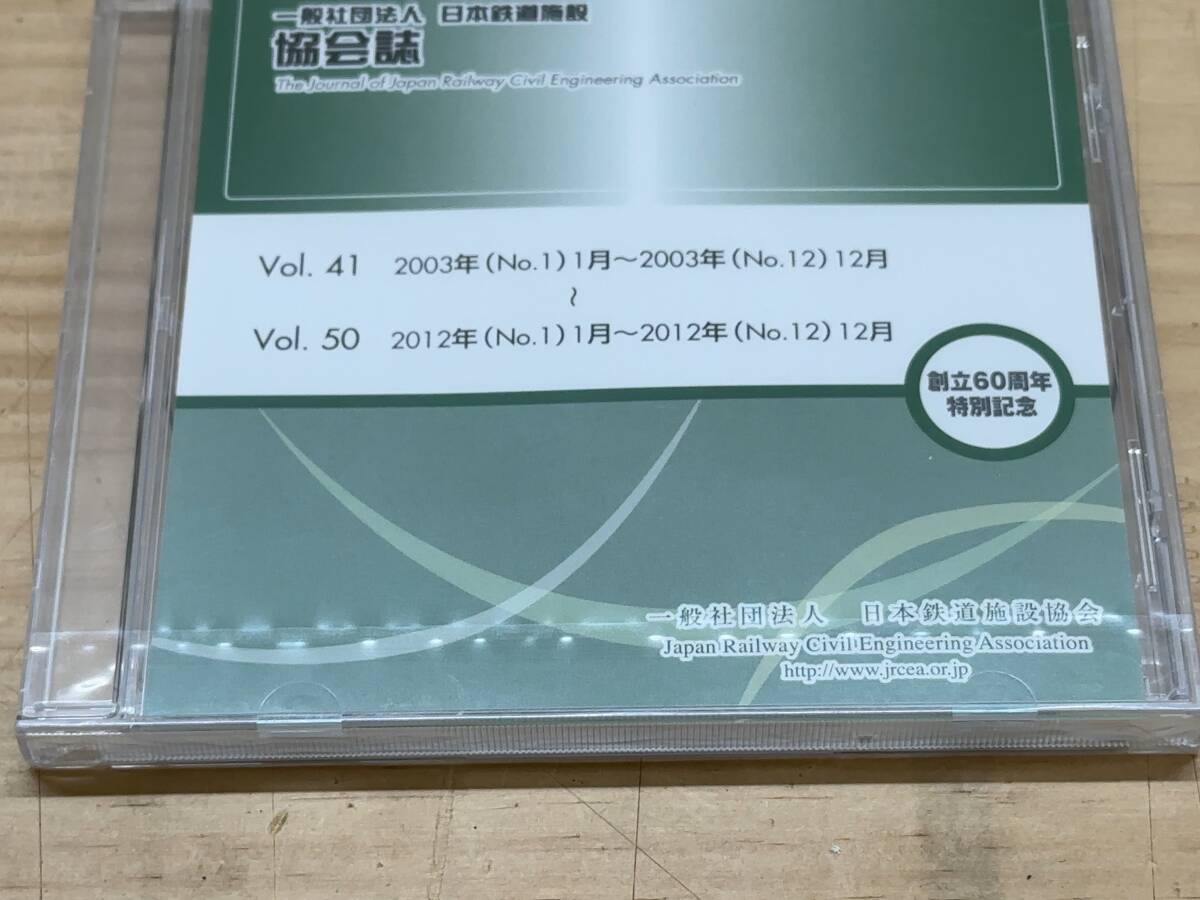 一般社団法人 日本鉄道施設
協会誌
The Journal of Japan Railway Civil Engineering Association
Vol. 41 2003年(No.1)1月〜2003年(No.12)12月
〜
Vol. 50 2012年(No.1)1月〜2012年(No.12)12月
創立60周年
特別記念
一般社団法人 日本鉄道施設協会
Japan Railway Civil Engineering Association
http://www.jrcea.or.jp